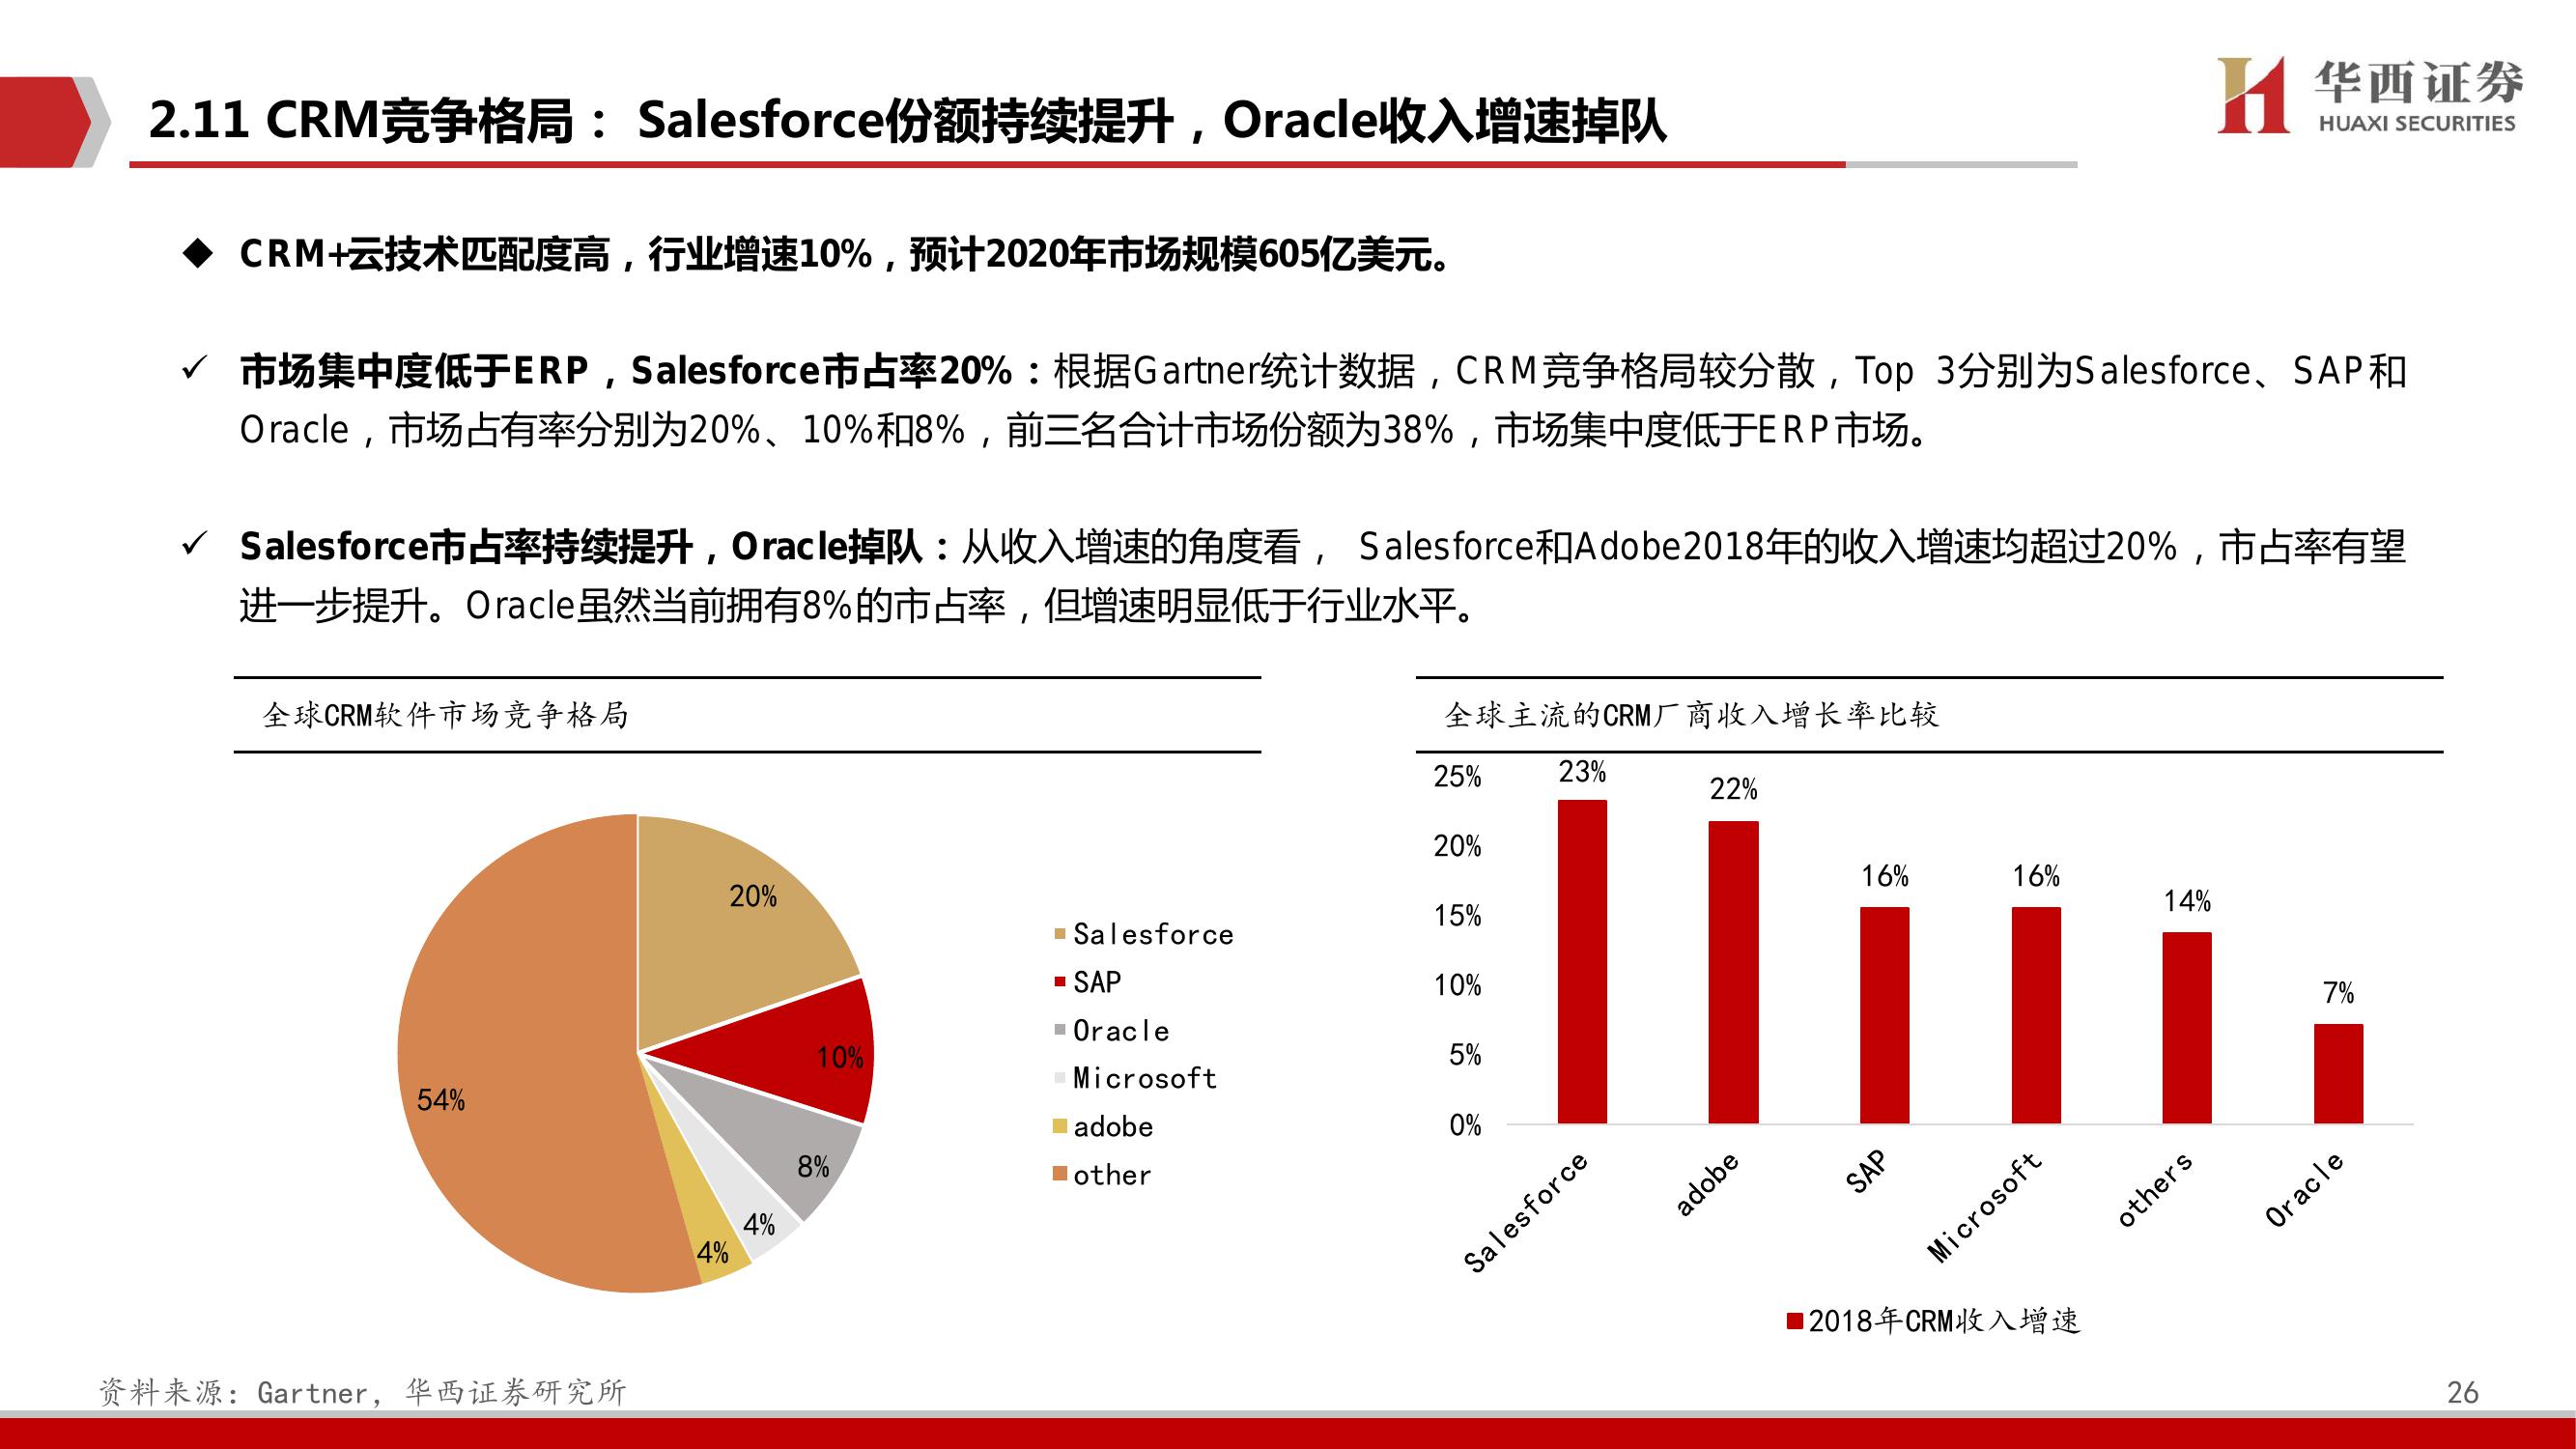 2.11 CRM竞争格局： Salesforce份额持续提升，Oracle收入增速掉队
华西证券
HUAXI SECURITIES
◆ CRM+云技术匹配度高，行业增速10%，预计2020年市场规模605亿美元。
✓ 市场集中度低于ERP，Salesforce市占率20%：根据Gartner统计数据，CRM竞争格局较分散，Top 3分别为Salesforce、SAP和
Oracle，市场占有率分别为20%、10%和8%，前三名合计市场份额为38%，市场集中度低于ERP市场。
✓ Salesforce市占率持续提升，Oracle掉队：从收入增速的角度看， Salesforce和Adobe2018年的收入增速均超过20%，市占率有望
进一步提升。Oracle虽然当前拥有8%的市占率，但增速明显低于行业水平。
全球CRM软件市场竞争格局
20%
10%
8%
4%
4%
54%
Salesforce
SAP
Oracle
Microsoft
adobe
other
全球主流的CRM厂商收入增长率比较
25%
20%
15%
10%
5%
0%
23%
22%
16%
16%
14%
7%
Salesforce
adobe
SAP
Microsoft
others
Oracle
2018年CRM收入增速
资料来源：Gartner，华西证券研究所
26